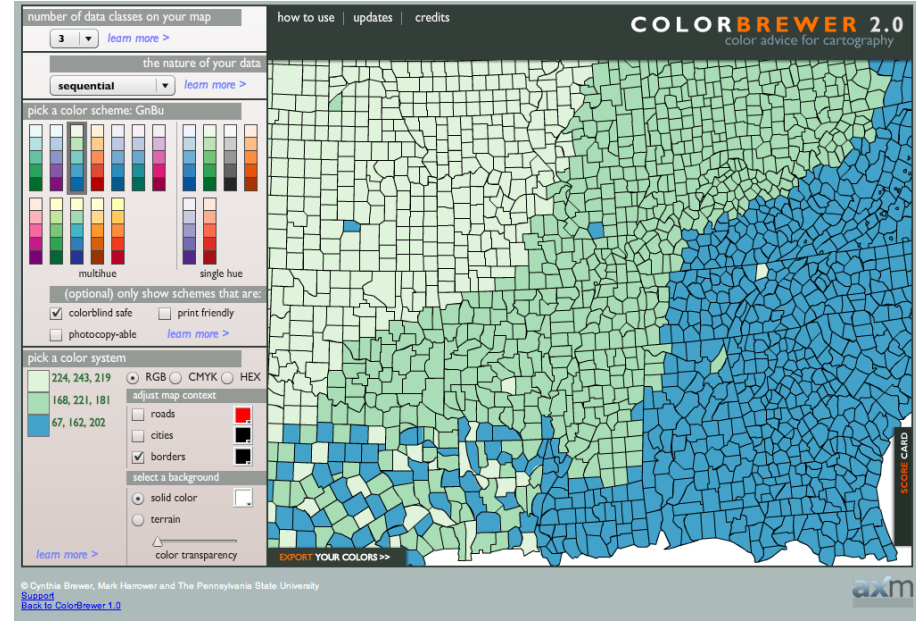 number of data classes on your map
3
learn more >
the nature of your data
sequential
learn more >
pick a color scheme: GnBu
multihue
single hue
(optional) only show schemes that are:
colorblind safe
print friendly
photocopy-able
learn more >
pick a color system
224, 243, 219
168, 221, 181
67, 162, 202
RGB
CMYK
HEX
adjust map context
roads
cities
borders
select a background
solid color
terrain
color transparency
learn more >
how to use
updates
credits
COLORBREWER 2.0
color advice for cartography
SCORE CARD
EXPORT YOUR COLORS >>
© Cynthia Brewer, Mark Harrower and The Pennsylvania State University
Support
Back to ColorBrewer 1.0
axm